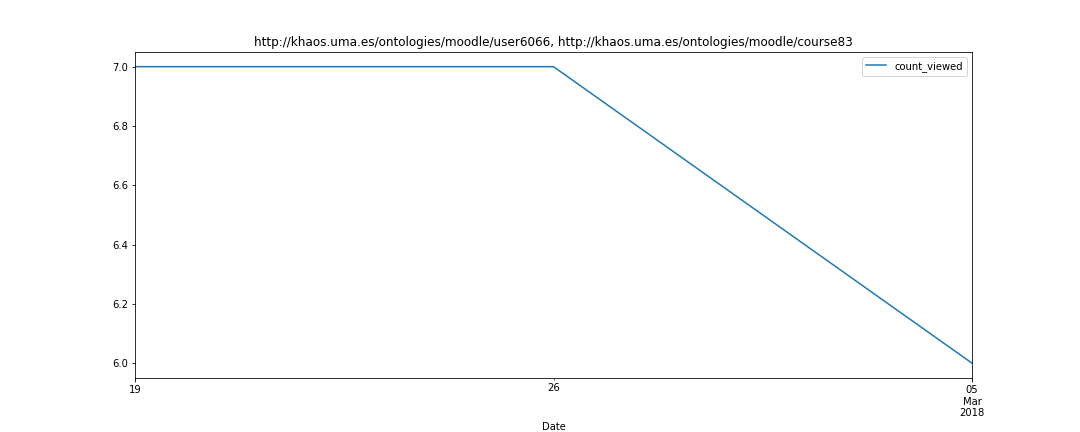 http://khaos.uma.es/ontologies/moodle/user6066, http://khaos.uma.es/ontologies/moodle/course83
count_viewed
7.0
6.8
6.6
6.4
6.2
6.0
19
26
05
Mar
2018
Date